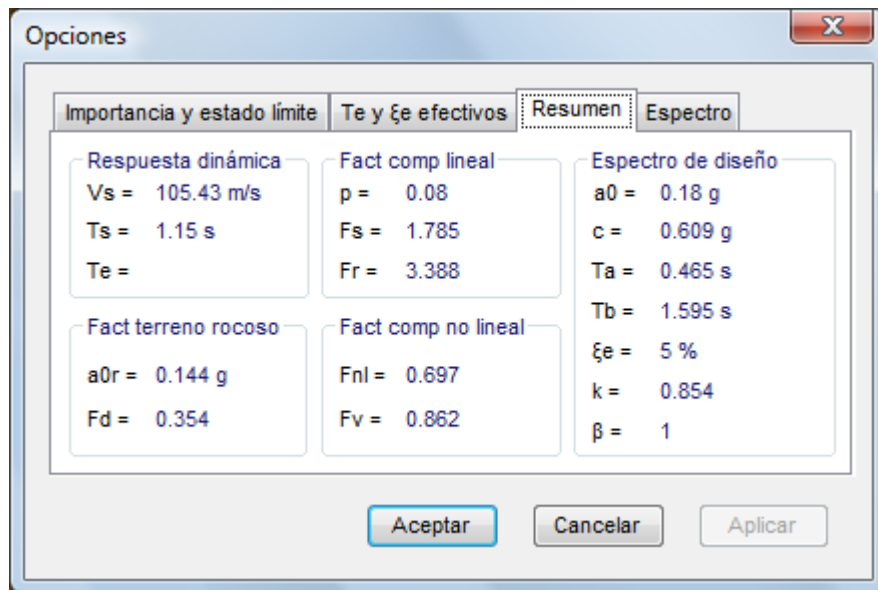 Opciones
Importancia y estado límite
Te y ξe efectivos
Resumen
Espectro
Respuesta dinámica
Vs = 105.43 m/s
Ts = 1.15 s
Te =
Fact terreno rocoso
a0r = 0.144 g
Fd = 0.354
Fact comp lineal
p = 0.08
Fs = 1.785
Fr = 3.388
Fact comp no lineal
Fnl = 0.697
Fv = 0.862
Espectro de diseño
a0 = 0.18 g
c = 0.609 g
Ta = 0.465 s
Tb = 1.595 s
ξe = 5 %
k = 0.854
β = 1
Aceptar
Cancelar
Aplicar